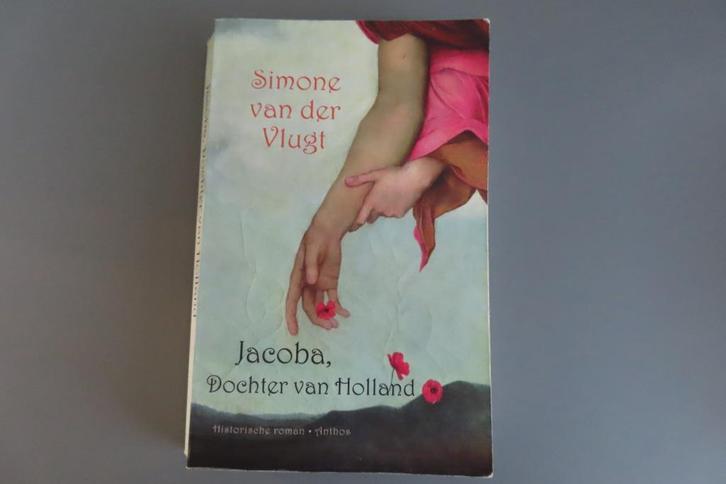 Simone
van der
Vlugt
Jacoba,
Dochter van Holland
Historische roman • Anthos